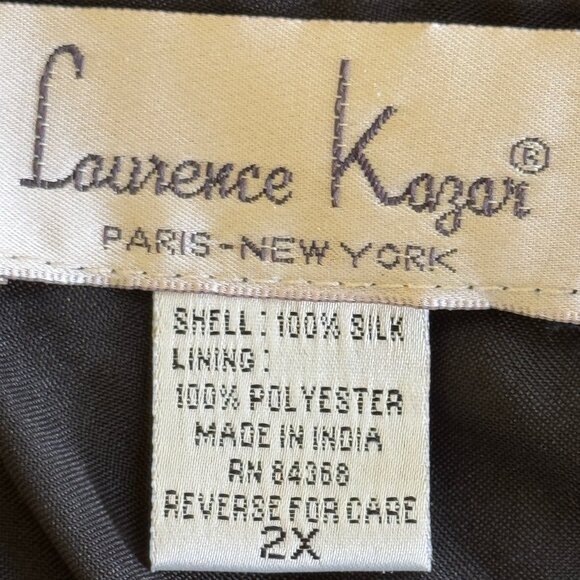 Laurence Kazar®
PARIS-NEW YORK
SHELL: 100% SILK
LINING:
100% POLYESTER
MADE IN INDIA
RN 84068
REVERSE FOR CARE
2X